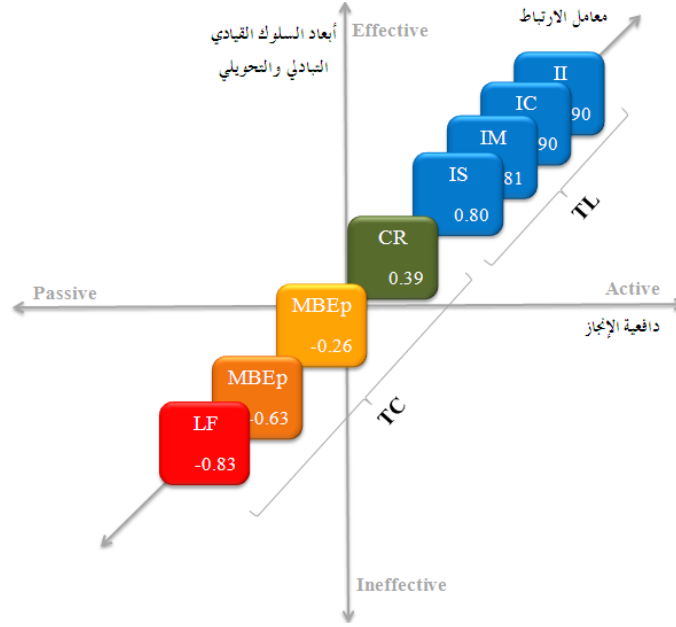 معامل الارتباط
أبعاد السلوك القيادي
التبادلي والتحويلي
Effective
II
90
IC
90
IM
81
IS
0.80
TL
CR
0.39
Passive
Active
MBEp
-0.26
دافعية الإنجاز
MBEp
-0.63
TC
LF
-0.83
Ineffective